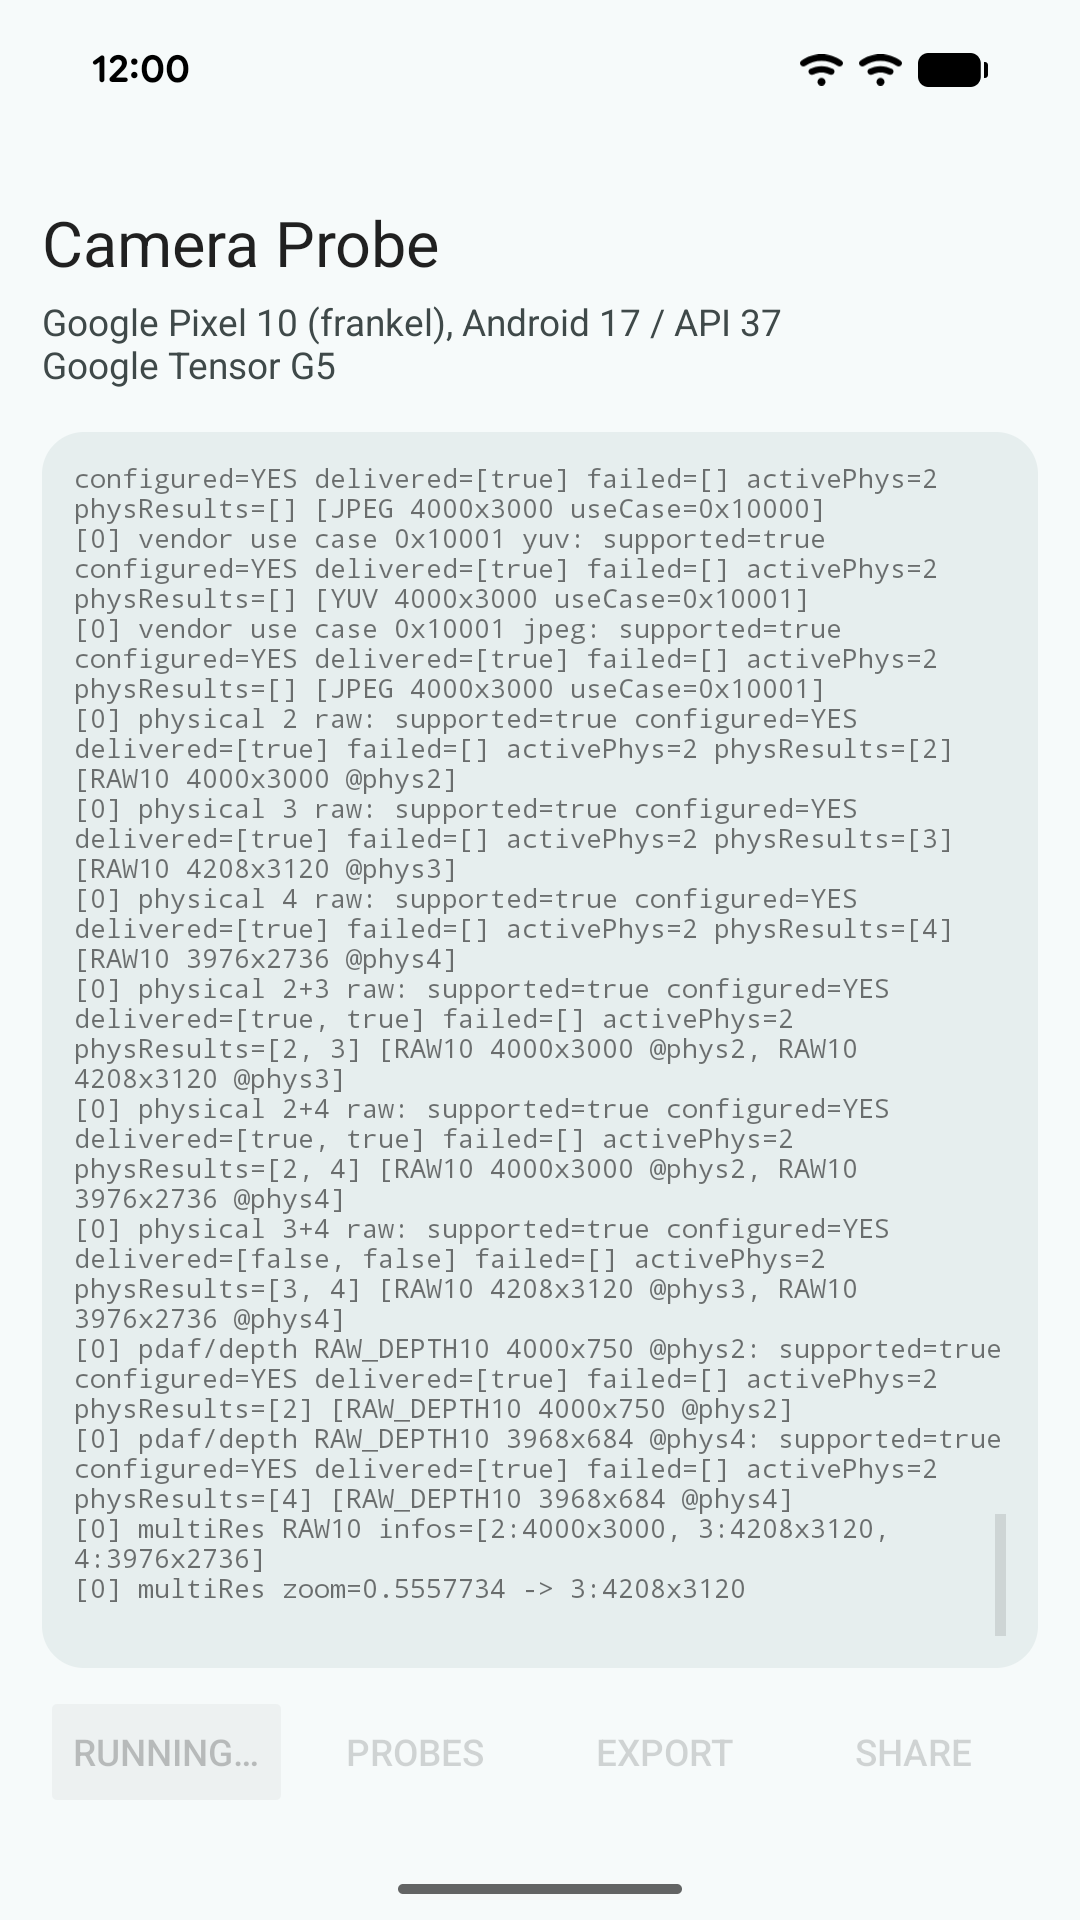 12:00
Camera Probe
Google Pixel 10 (frankel), Android 17 / API 37
Google Tensor G5
configured=YES delivered=[true] failed=[] activePhys=2
physResults=[] [JPEG 4000x3000 useCase=0x10000]
[0] vendor use case 0x10001 yuv: supported=true
configured=YES delivered=[true] failed=[] activePhys=2
physResults=[] [YUV 4000x3000 useCase=0x10001]
[0] vendor use case 0x10001 jpeg: supported=true
configured=YES delivered=[true] failed=[] activePhys=2
physResults=[] [JPEG 4000x3000 useCase=0x10001]
[0] physical 2 raw: supported=true configured=YES
delivered=[true] failed=[] activePhys=2 physResults=[2]
[RAW10 4000x3000 @phys2]
[0] physical 3 raw: supported=true configured=YES
delivered=[true] failed=[] activePhys=2 physResults=[3]
[RAW10 4208x3120 @phys3]
[0] physical 4 raw: supported=true configured=YES
delivered=[true] failed=[] activePhys=2 physResults=[4]
[RAW10 3976x2736 @phys4]
[0] physical 2+3 raw: supported=true configured=YES
delivered=[true, true] failed=[] activePhys=2
physResults=[2, 3] [RAW10 4000x3000 @phys2, RAW10
4208x3120 @phys3]
[0] physical 2+4 raw: supported=true configured=YES
delivered=[true, true] failed=[] activePhys=2
physResults=[2, 4] [RAW10 4000x3000 @phys2, RAW10
3976x2736 @phys4]
[0] physical 3+4 raw: supported=true configured=YES
delivered=[false, false] failed=[] activePhys=2
physResults=[3, 4] [RAW10 4208x3120 @phys3, RAW10
3976x2736 @phys4]
[0] pdaf/depth RAW_DEPTH10 4000x750 @phys2: supported=true
configured=YES delivered=[true] failed=[] activePhys=2
physResults=[2] [RAW_DEPTH10 4000x750 @phys2]
[0] pdaf/depth RAW_DEPTH10 3968x684 @phys4: supported=true
configured=YES delivered=[true] failed=[] activePhys=2
physResults=[4] [RAW_DEPTH10 3968x684 @phys4]
[0] multiRes RAW10 infos=[2:4000x3000, 3:4208x3120,
4:3976x2736]
[0] multiRes zoom=0.5557734 -> 3:4208x3120
RUNNING… PROBES EXPORT SHARE